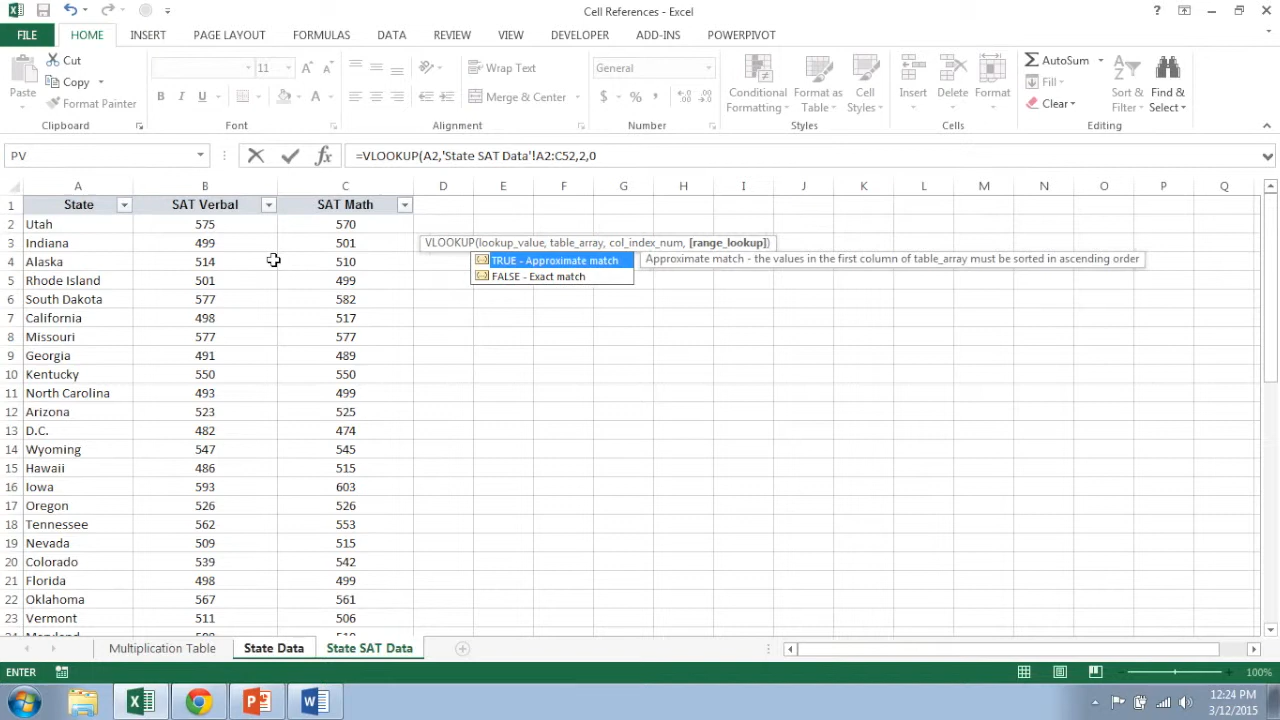 Cell References - Excel
FILE HOME INSERT PAGE LAYOUT FORMULAS DATA REVIEW VIEW DEVELOPER ADD-INS POWERPIVOT
Paste Cut Copy Format Painter Clipboard
11 A A B I U A Font
Wrap Text Merge & Center Alignment
General $ % , Number
Conditional Formatting Format as Table Cell Styles Styles
Insert Delete Format Cells
AutoSum Fill Clear Sort & Filter Find & Select Editing
PV fx =VLOOKUP(A2,'State SAT Data'!A2:C52,2,0
A B C D E F G H I J K L M N O P Q
1 State SAT Verbal SAT Math
2 Utah 575 570
3 Indiana 499 501 VLOOKUP(lookup_value, table_array, col_index_num, [range_lookup])
4 Alaska 514 510 TRUE - Approximate match Approximate match - the values in the first column of table_array must be sorted in ascending order
5 Rhode Island 501 499 FALSE - Exact match
6 South Dakota 577 582
7 California 498 517
8 Missouri 577 577
9 Georgia 491 489
10 Kentucky 550 550
11 North Carolina 493 499
12 Arizona 523 525
13 D.C. 482 474
14 Wyoming 547 545
15 Hawaii 486 515
16 Iowa 593 603
17 Oregon 526 526
18 Tennessee 562 553
19 Nevada 509 515
20 Colorado 539 542
21 Florida 498 499
22 Oklahoma 567 561
23 Vermont 511 506
Multiplication Table State Data State SAT Data
ENTER 100%
12:24 PM
3/12/2015